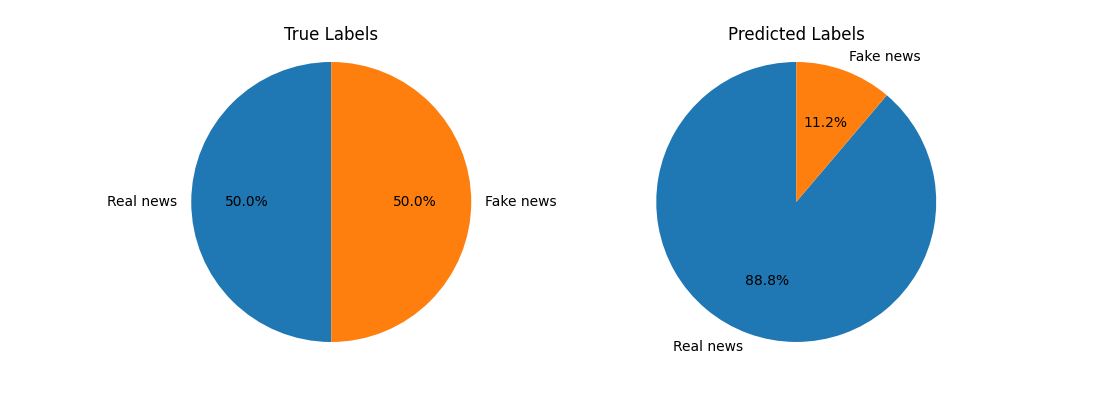 True Labels
Real news
50.0%
50.0%
Fake news
Predicted Labels
Fake news
11.2%
88.8%
Real news